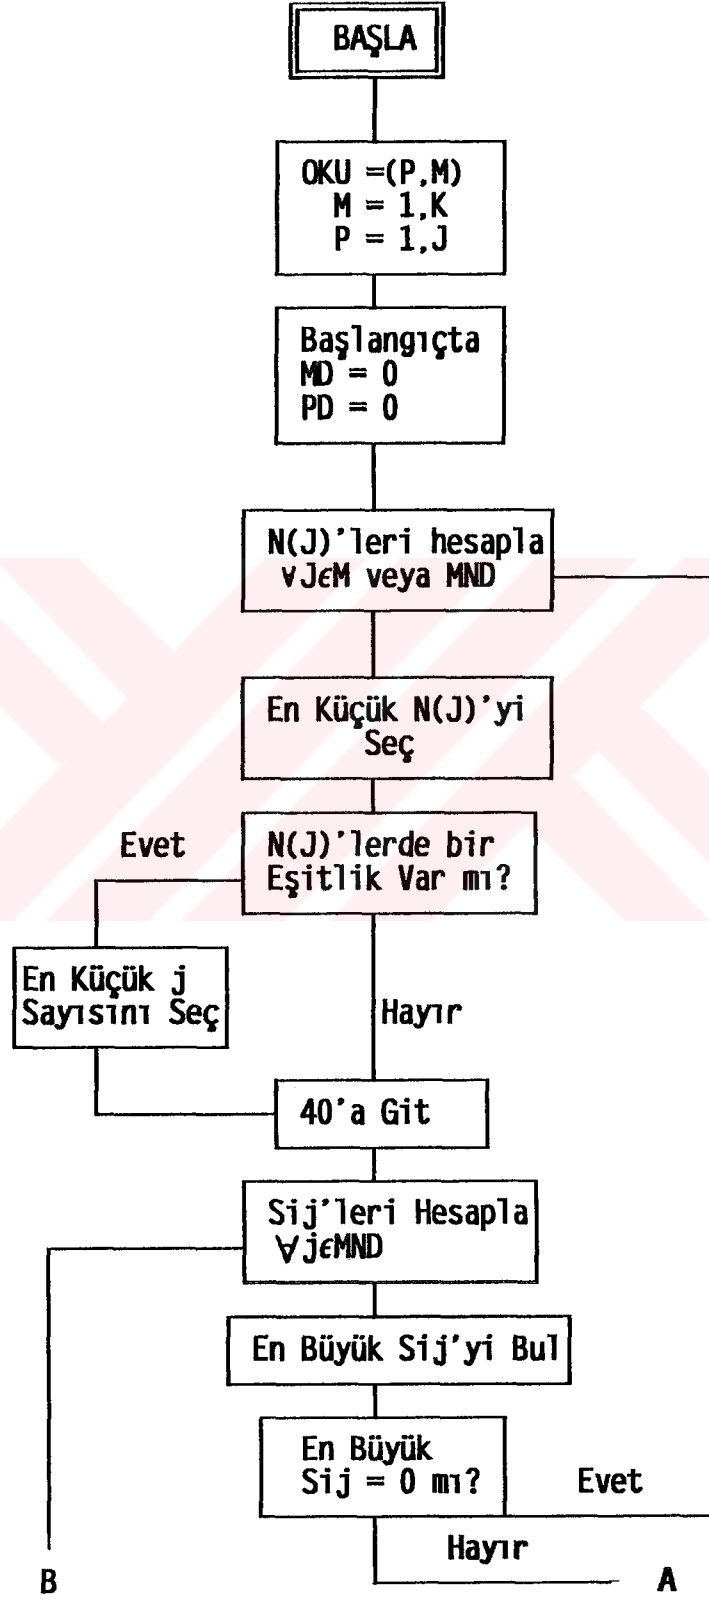 BAŞLA
OKU =(P,M)
M = 1,K
P = 1,J
Başlangıçta
MD = 0
PD = 0
N(J)'leri hesapla
∀JϵM veya MND
En Küçük N(J)'yi
Seç
Evet
N(J)'lerde bir
Eşitlik Var mı?
En Küçük j
Sayısını Seç
Hayır
40'a Git
Sij'leri Hesapla
∀jϵMND
En Büyük Sij'yi Bul
En Büyük
Sij = 0 mı?
Evet
Hayır
B
A